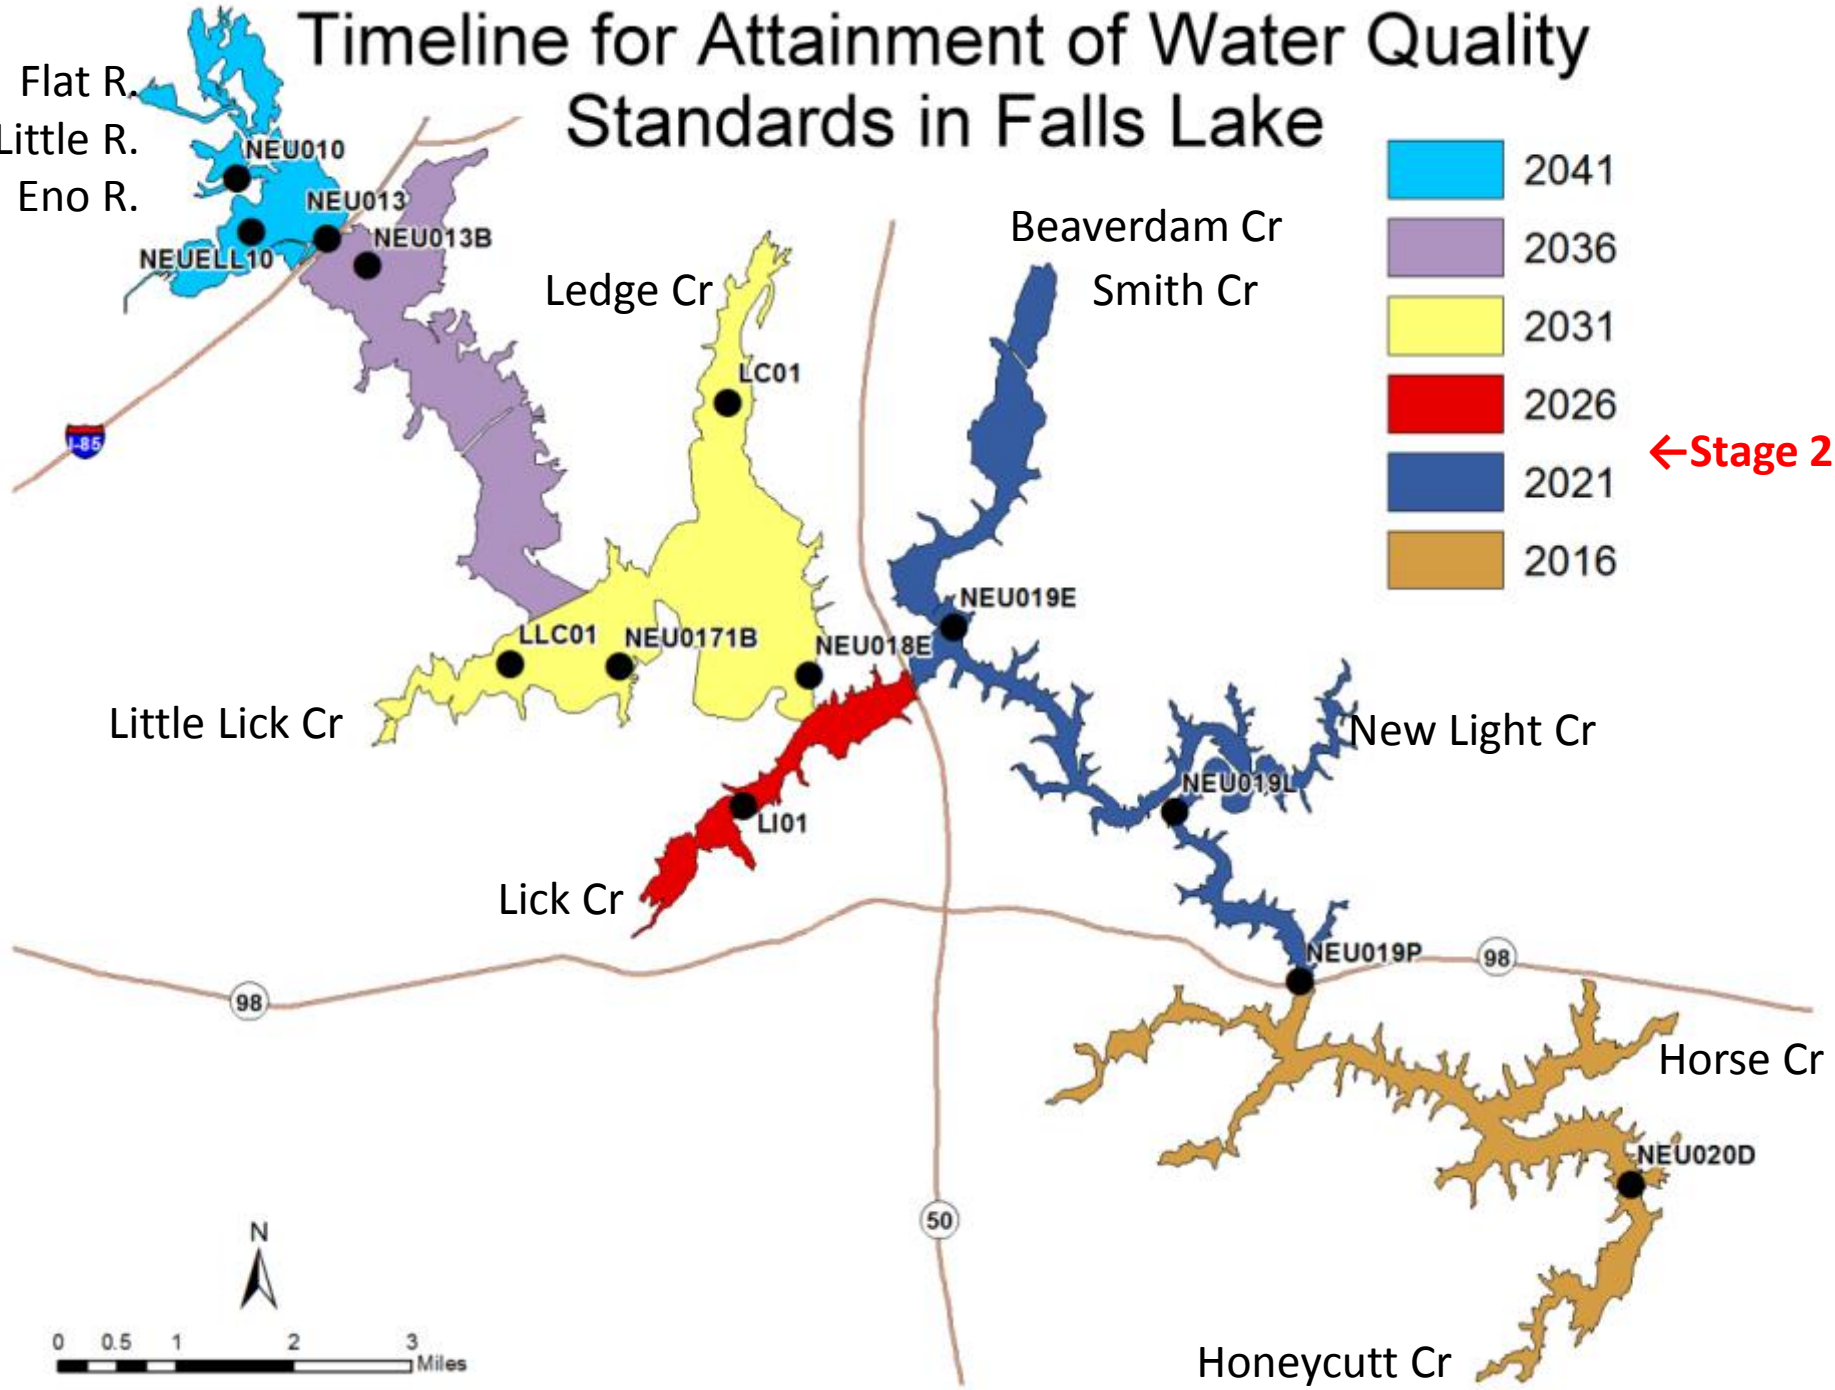 Timeline for Attainment of Water Quality
Standards in Falls Lake
Flat R.
Little R.
Eno R.
NEU010
NEU013
NEU013B
NEUELL10
Ledge Cr
Beaverdam Cr
Smith Cr
2041
2036
2031
2026
←Stage 2
2021
2016
LC01
I-85
NEU019E
LLC01
NEU0171B
NEU018E
Little Lick Cr
New Light Cr
NEU019L
LI01
Lick Cr
NEU019P
98
98
Horse Cr
NEU020D
50
N
0 0.5 1 2 3
Miles
Honeycutt Cr